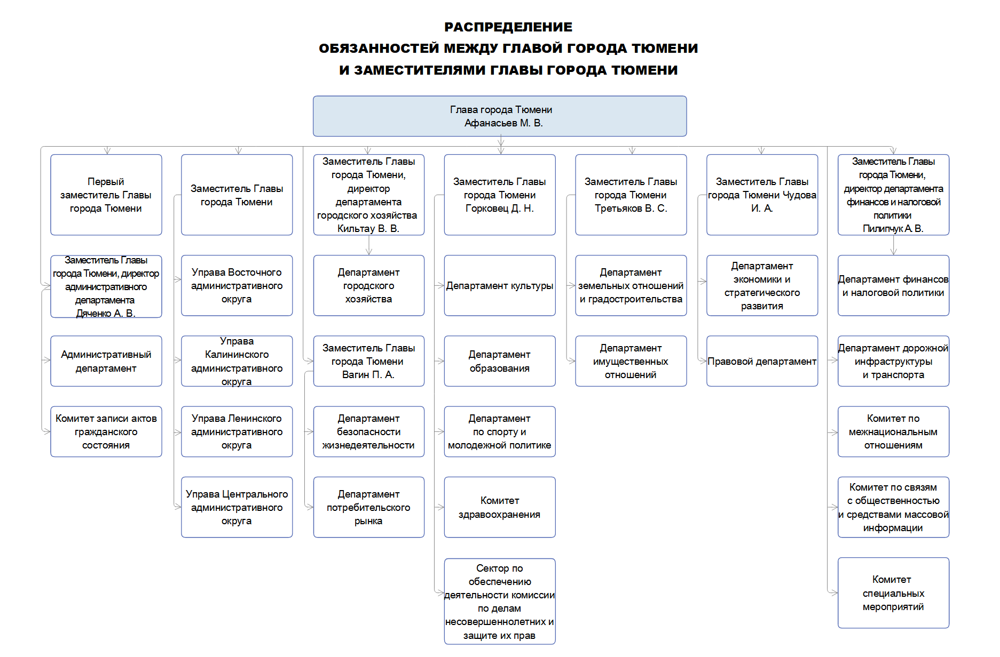 РАСПРЕДЕЛЕНИЕ
ОБЯЗАННОСТЕЙ МЕЖДУ ГЛАВОЙ ГОРОДА ТЮМЕНИ
И ЗАМЕСТИТЕЛЯМИ ГЛАВЫ ГОРОДА ТЮМЕНИ
Глава города Тюмени
Афанасьев М. В.
Первый
заместитель Главы
города Тюмени
Заместитель Главы
города Тюмени
Заместитель Главы
города Тюмени,
директор
департамента
городского хозяйства
Кильтау В. В.
Заместитель Главы
города Тюмени
Горковец Д. Н.
Заместитель Главы
города Тюмени
Третьяков В. С.
Заместитель Главы
города Тюмени Чудова
И. А.
Заместитель Главы
города Тюмени,
директор департамента
финансов и налоговой
политики
Пилипчук А. В.
Заместитель Главы
города Тюмени, директор
административного
департамента
Дяченко А. В.
Управа Восточного
административного
округа
Департамент
городского
хозяйства
Департамент культуры
Департамент
земельных отношений
и градостроительства
Департамент
экономики и
стратегического
развития
Департамент финансов
и налоговой политики
Административный
департамент
Управа
Калининского
административного
округа
Заместитель Главы
города Тюмени
Вагин П. А.
Департамент
образования
Департамент
имущественных
отношений
Правовой департамент
Департамент дорожной
инфраструктуры
и транспорта
Комитет записи актов
гражданского
состояния
Управа Ленинского
административного
округа
Департамент
безопасности
жизнедеятельности
Департамент
по спорту и
молодежной политике
Комитет по
межнациональным
отношениям
Управа Центрального
административного
округа
Департамент
потребительского
рынка
Комитет
здравоохранения
Комитет по связям
с общественностью
и средствами массовой
информации
Сектор по
обеспечению
деятельности комиссии
по делам
несовершеннолетних и
защите их прав
Комитет
специальных
мероприятий